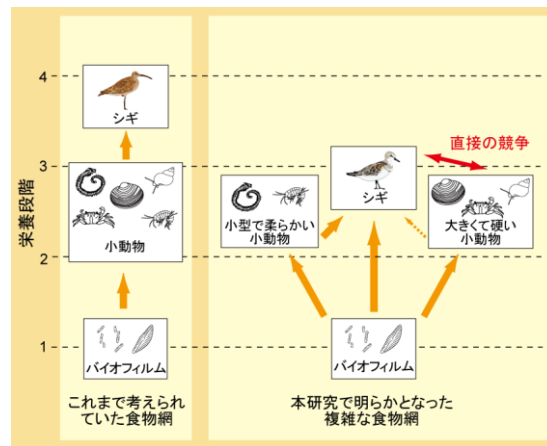 栄養段階
4
3
2
1
シギ
小動物
バイオフィルム
これまで考えられ
ていた食物網
直接の競争
シギ
小型で柔らかい
小動物
大きくて硬い
小動物
バイオフィルム
本研究で明らかとなった
複雑な食物網